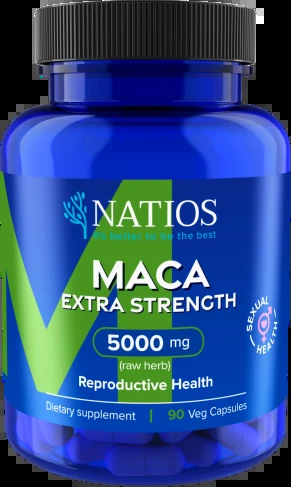 NATIOS
It's better to be the best
MACA
EXTRA STRENGTH
5000 mg
(raw herb)
Reproductive Health
Dietary supplement | 90 Veg Capsules
SEXUAL
HEALTH